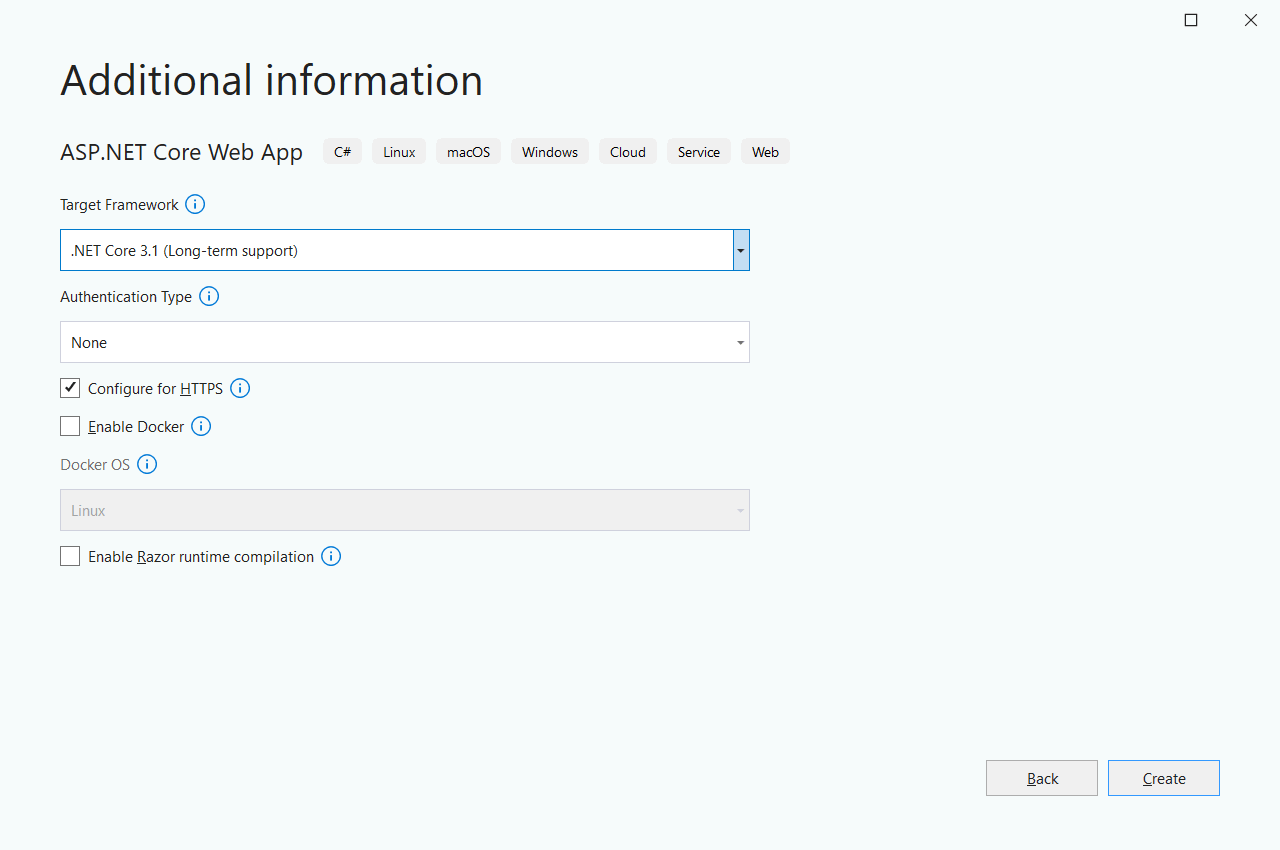 Additional information
ASP.NET Core Web App C# Linux macOS Windows Cloud Service Web
Target Framework
.NET Core 3.1 (Long-term support)
Authentication Type
None
Configure for HTTPS
Enable Docker
Docker OS
Linux
Enable Razor runtime compilation
Back Create